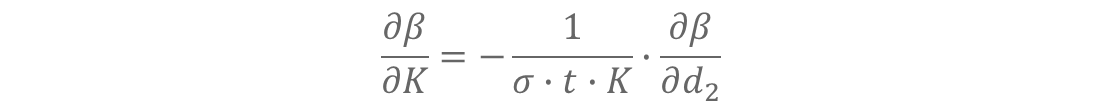 ∂β/∂K = − 1/(σ · t · K) · ∂β/∂d₂